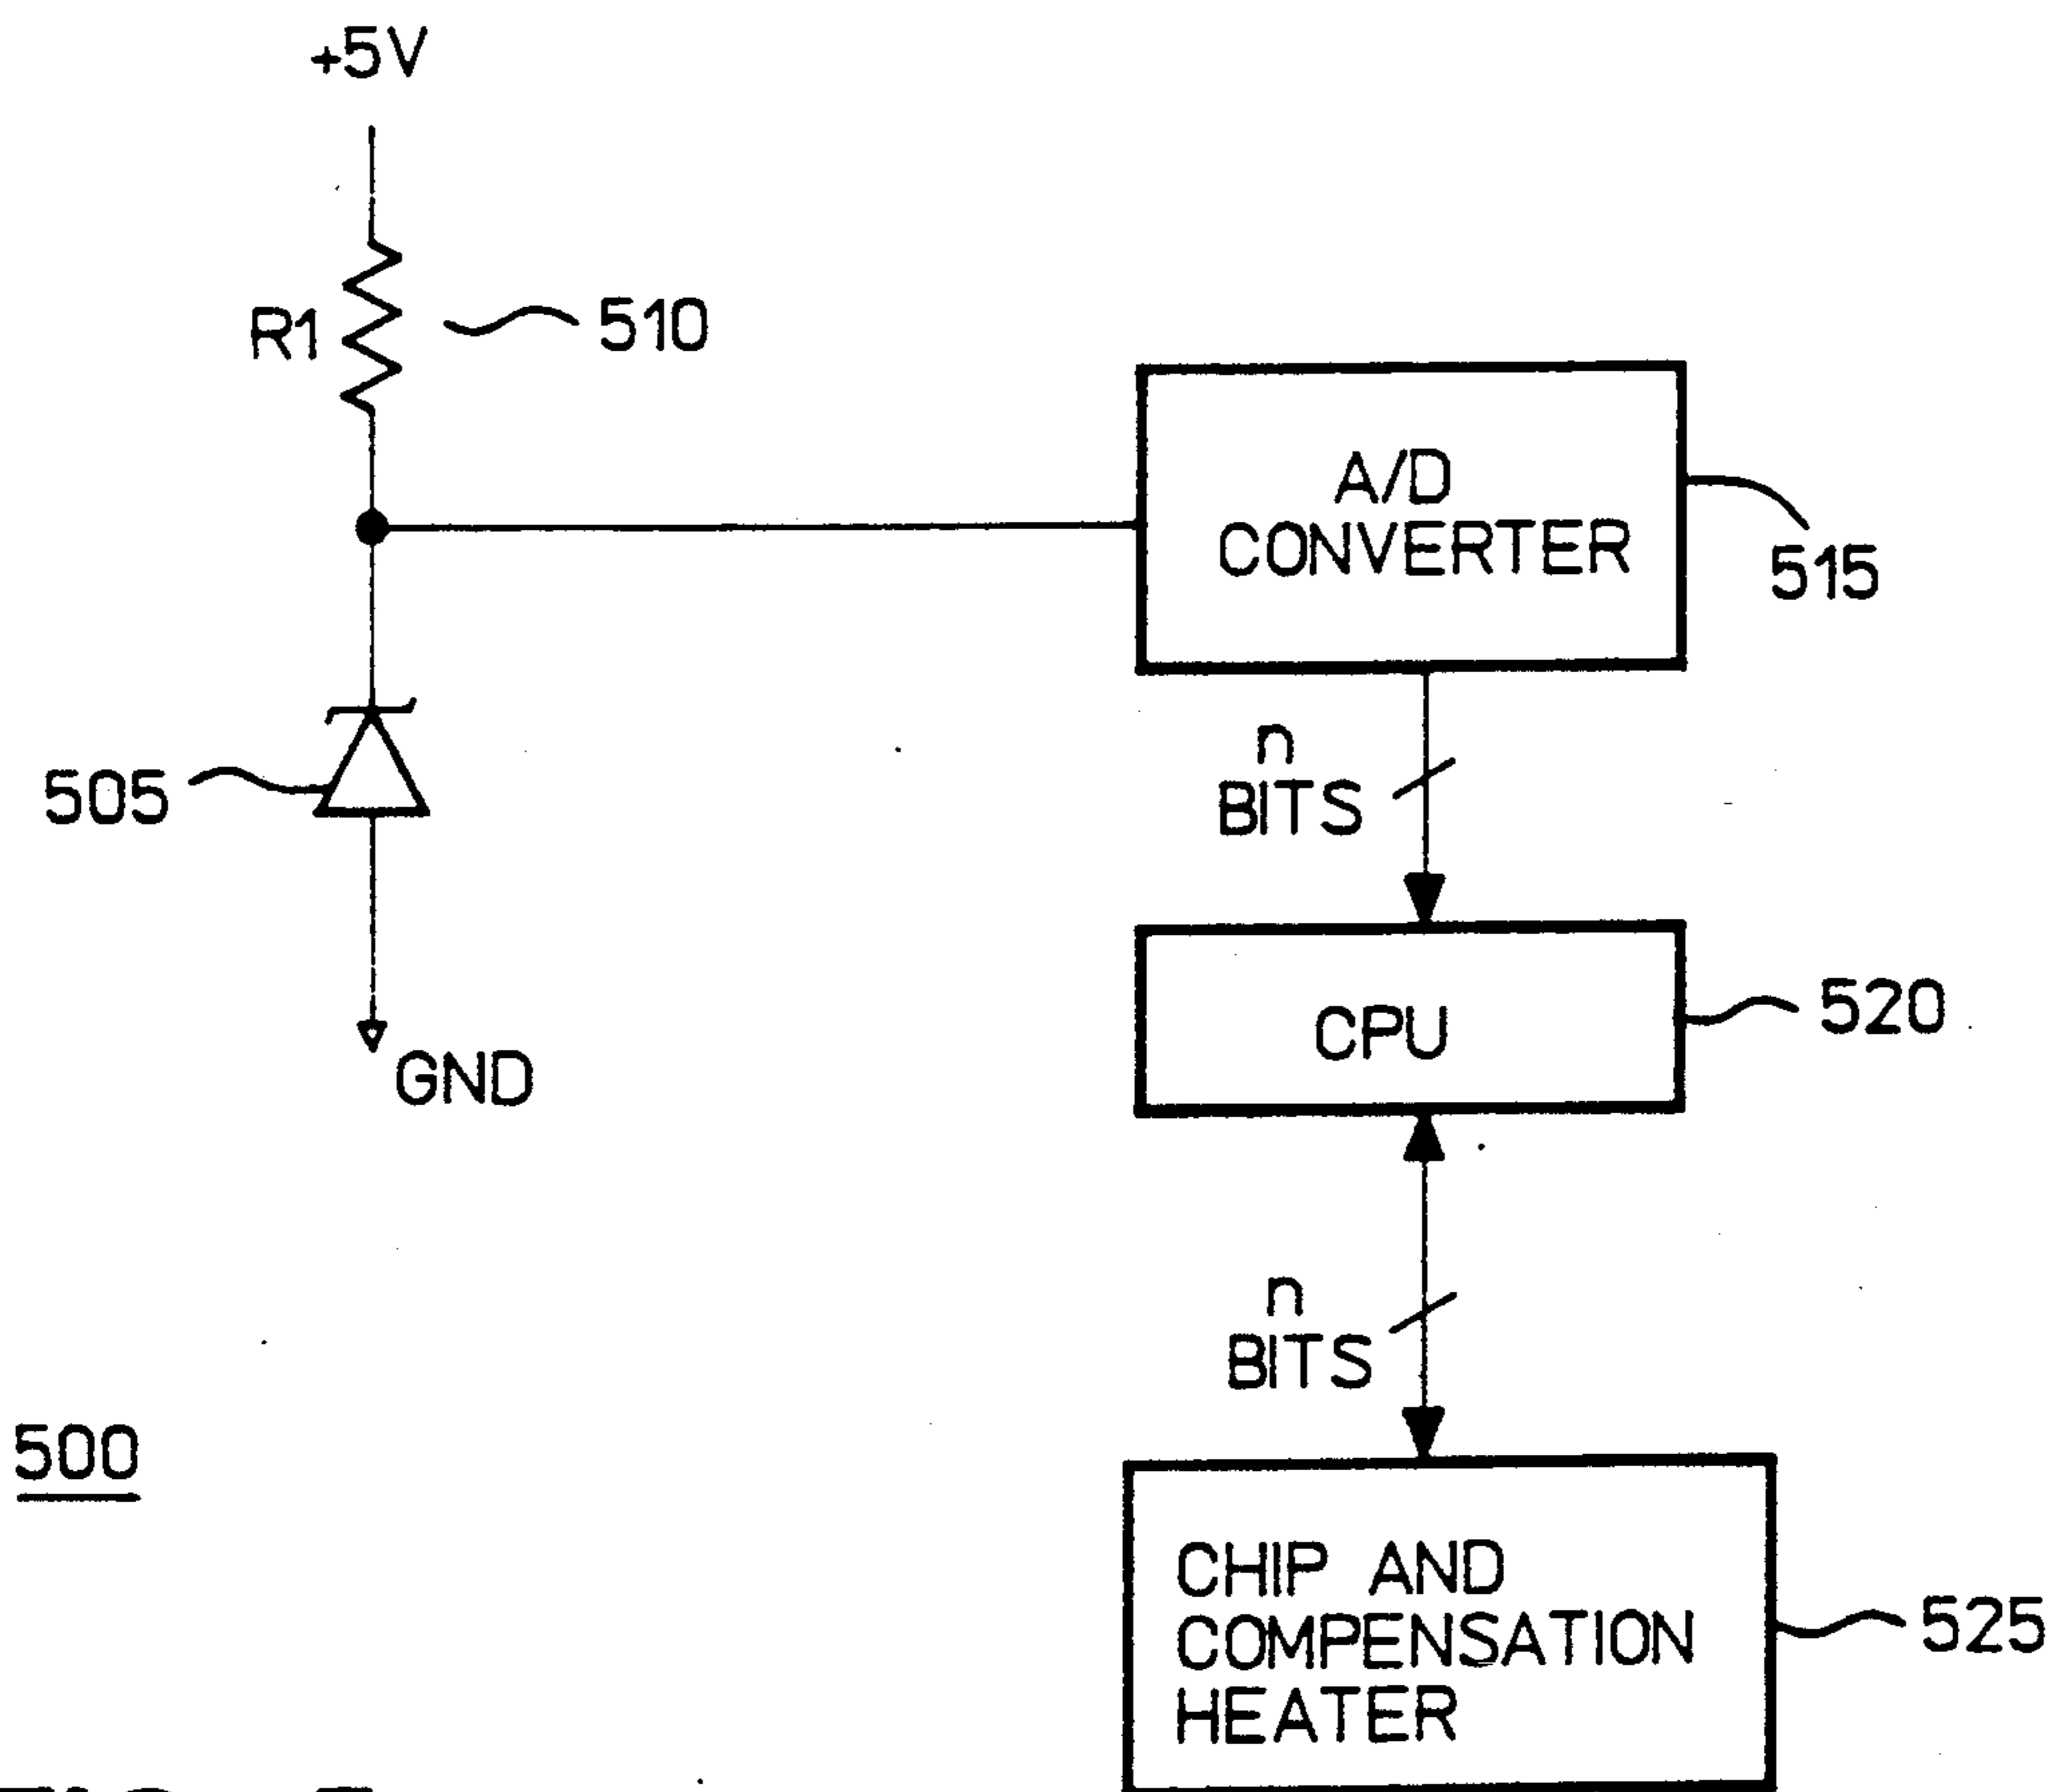 +5V
R1
510
A/D
CONVERTER
515
505
n
BITS
GND
CPU
520
n
BITS
500
CHIP AND
COMPENSATION
HEATER
525